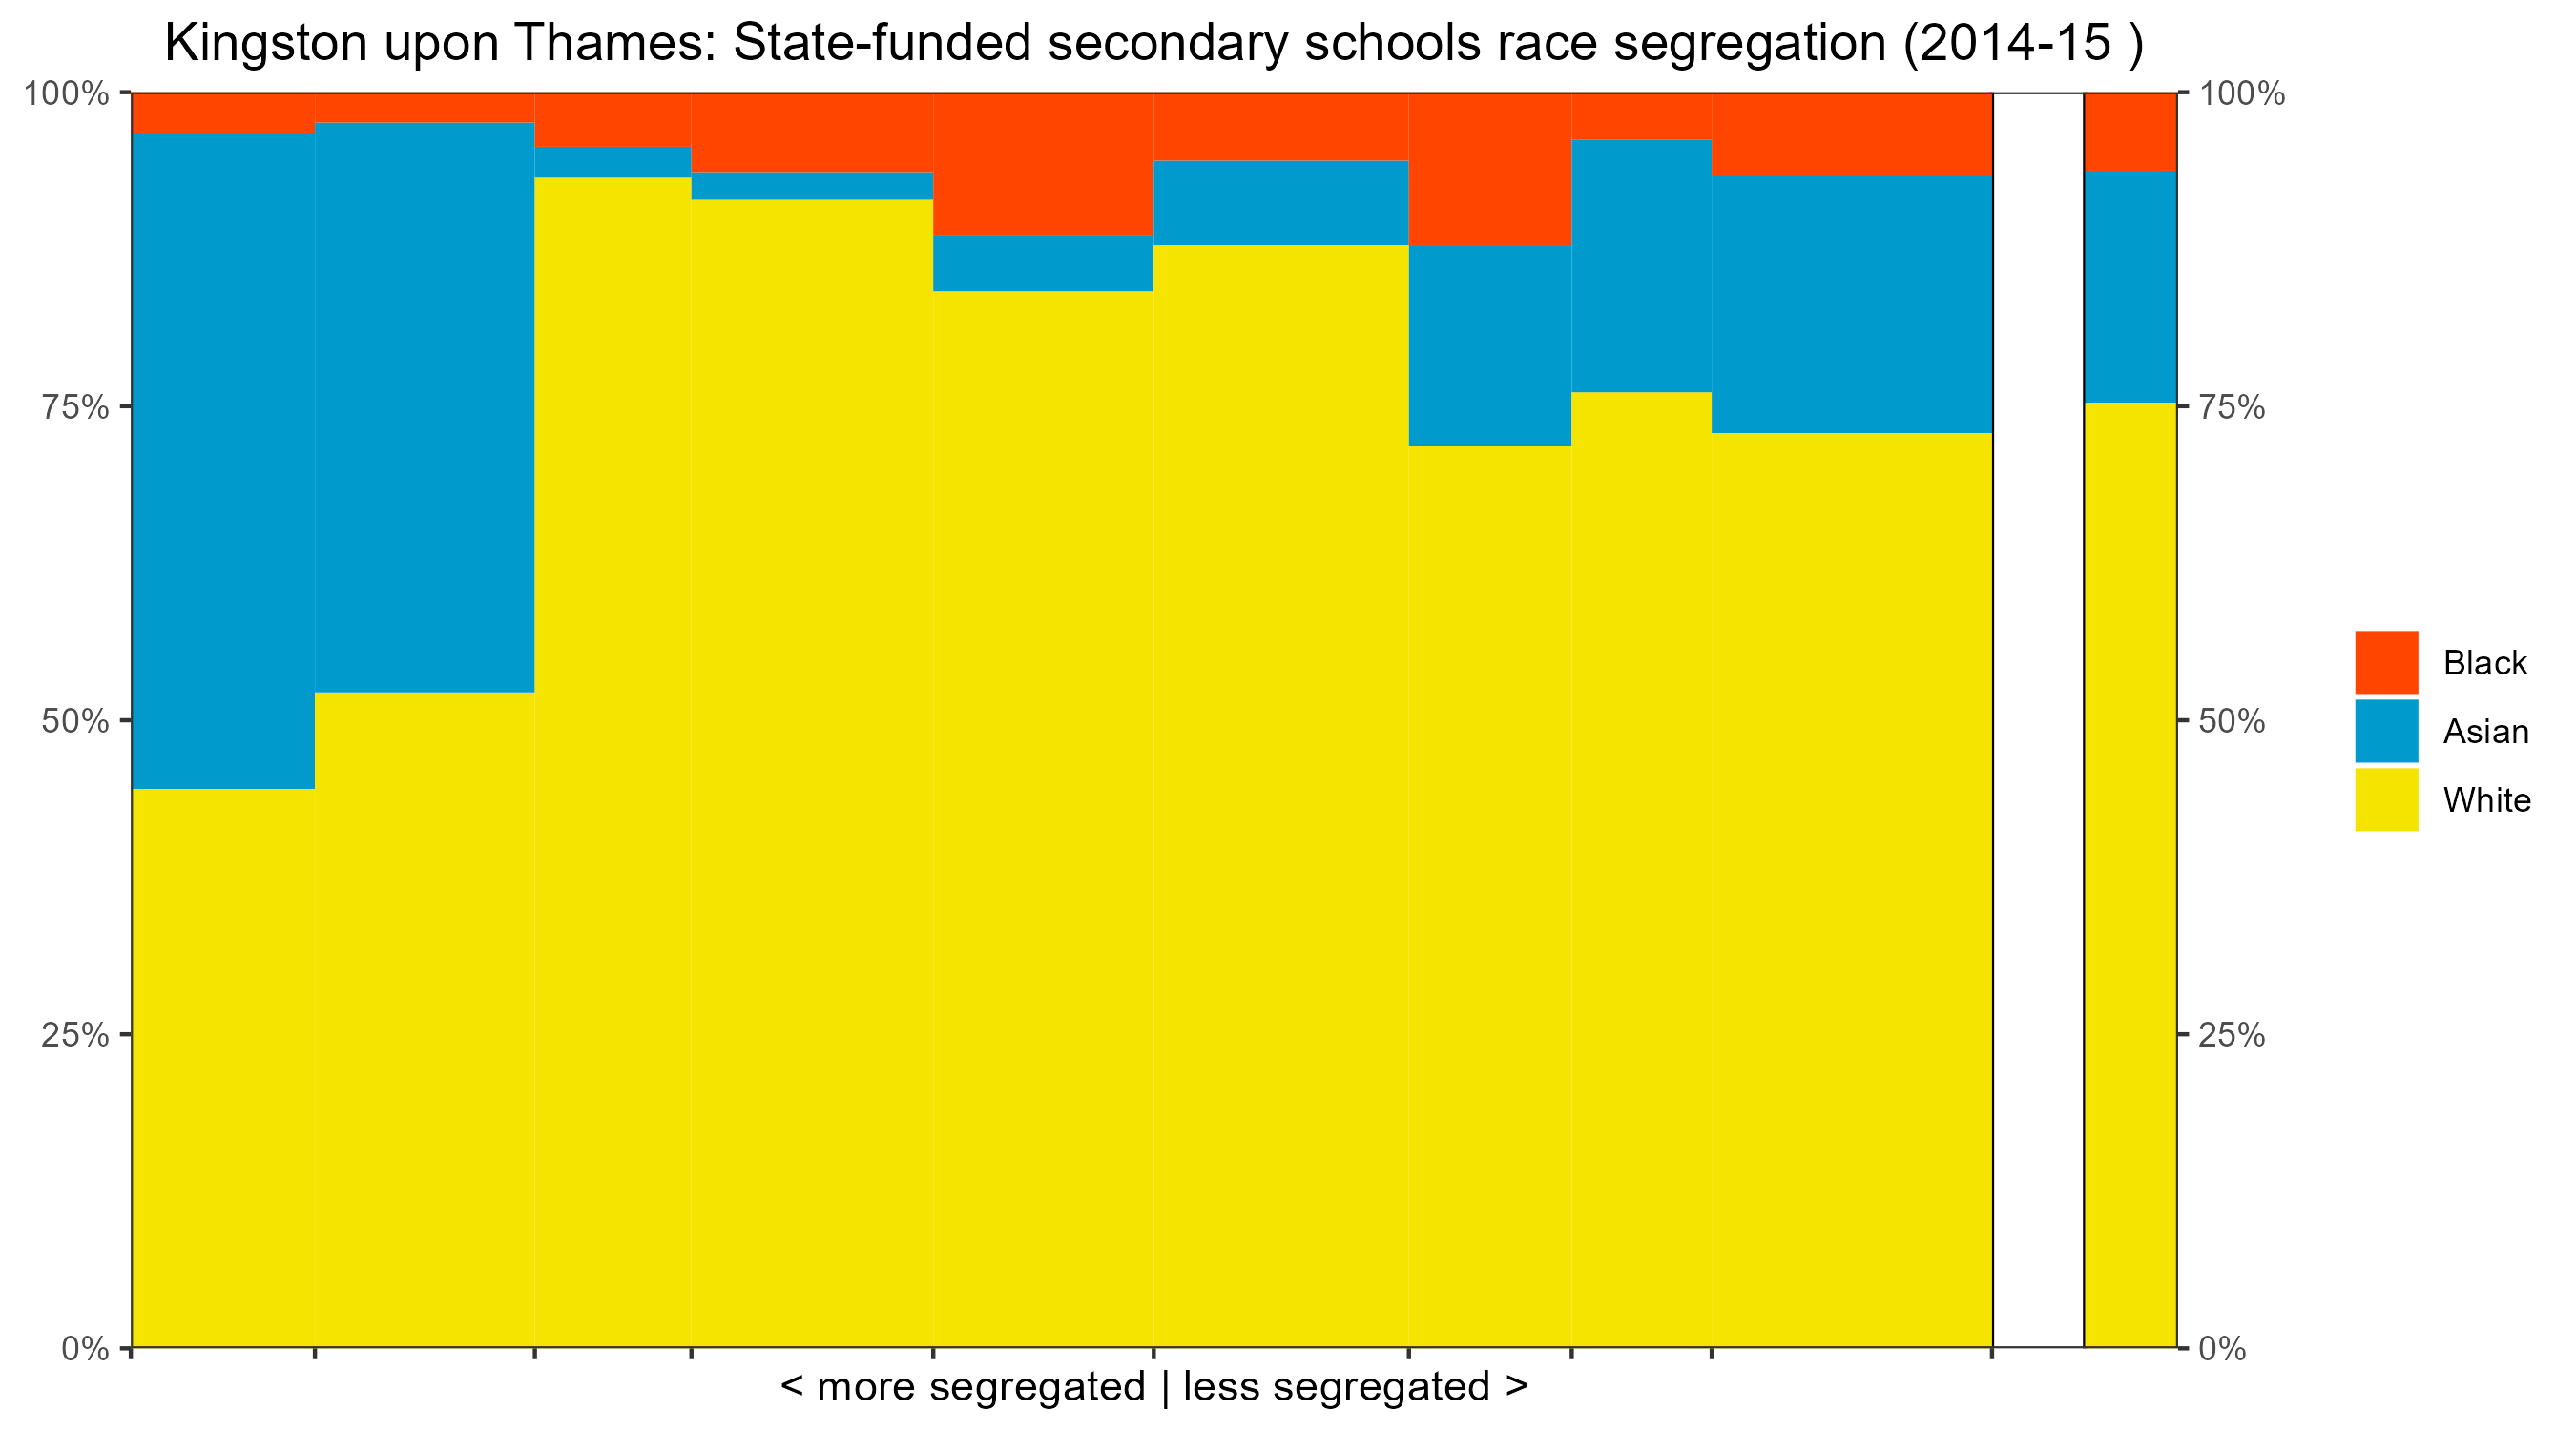 Kingston upon Thames: State-funded secondary schools race segregation (2014-15 )
100%
75%
50%
25%
0%
100%
75%
50%
25%
0%
Black
Asian
White
< more segregated | less segregated >